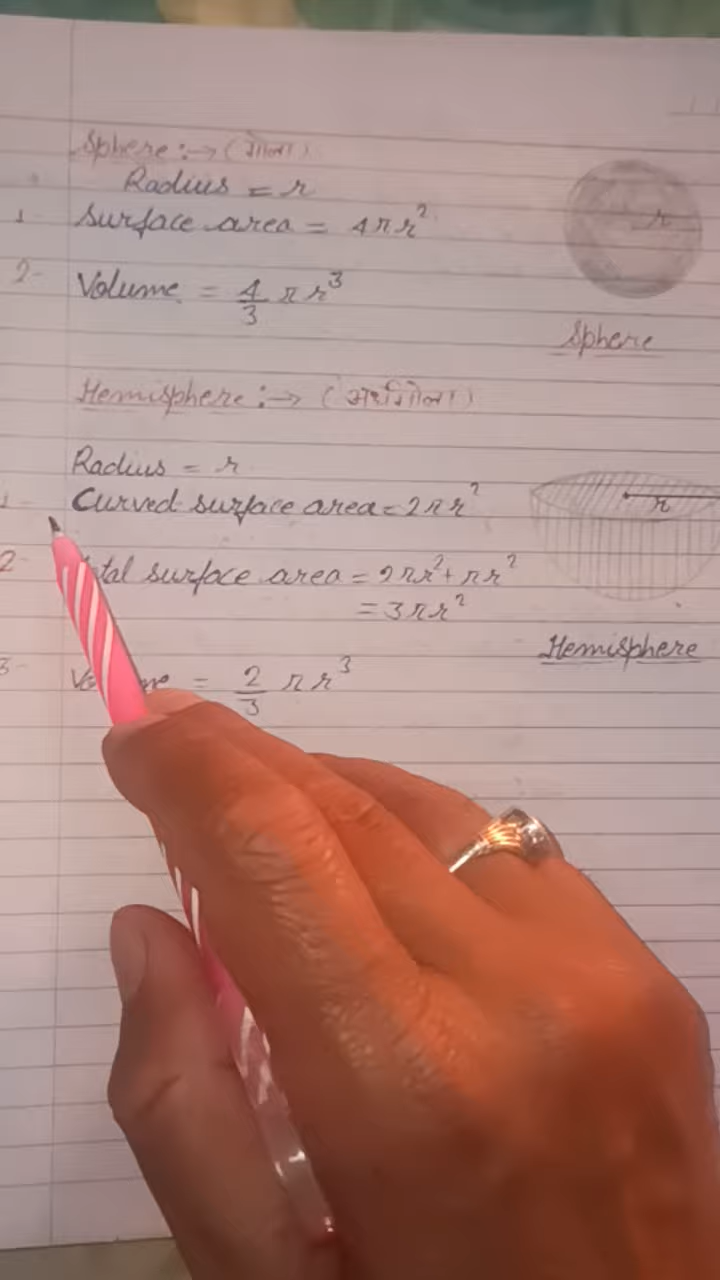 Sphere :→ (गोला)
Radius = r
1 Surface area = 4πr²
2- Volume = 4/3 πr³
r
Sphere
Hemisphere :→ (अर्धगोला)
Radius = r
1- Curved surface area = 2πr²
r
2- tal surface area = 2πr² + πr²
= 3πr²
Hemisphere
3- = 2/3 πr³